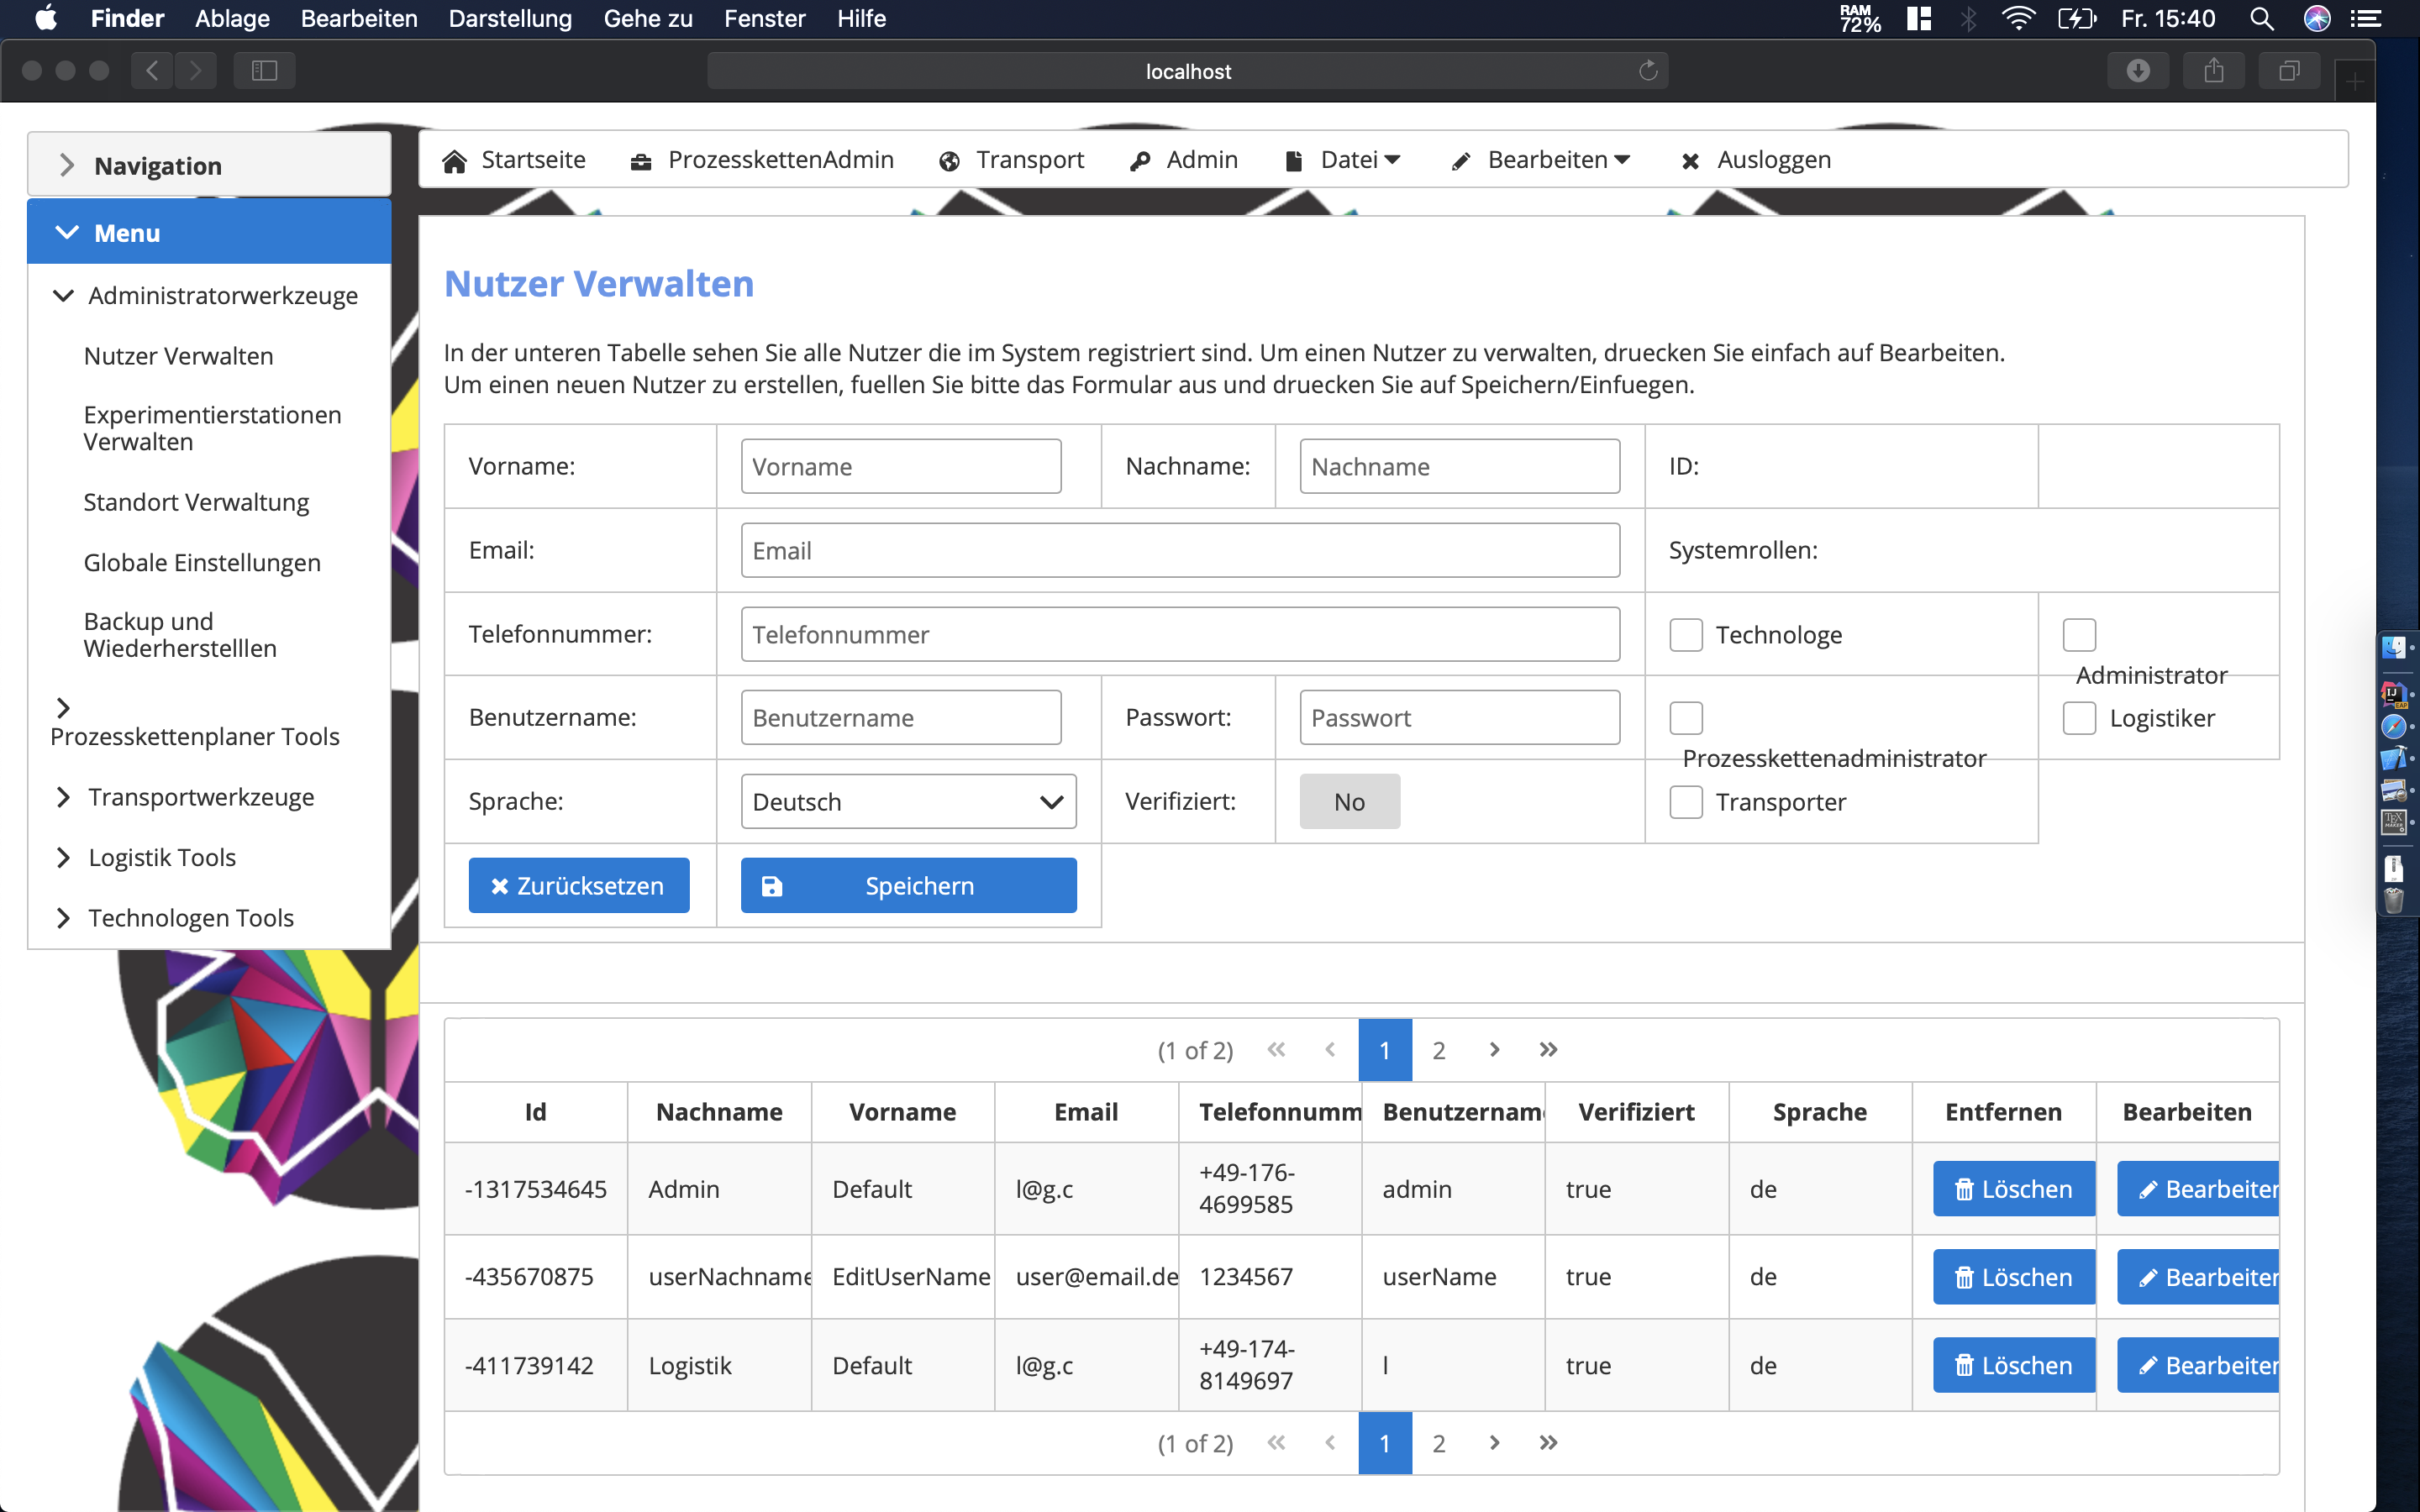 Finder Ablage Bearbeiten Darstellung Gehe zu Fenster Hilfe RAM 72% Fr. 15:40
localhost
Navigation
Menu
Administratorwerkzeuge
Nutzer Verwalten
Experimentierstationen
Verwalten
Standort Verwaltung
Globale Einstellungen
Backup und
Wiederherstelllen
Prozesskettenplaner Tools
Transportwerkzeuge
Logistik Tools
Technologen Tools
Startseite ProzesskettenAdmin Transport Admin Datei Bearbeiten Ausloggen
Nutzer Verwalten
In der unteren Tabelle sehen Sie alle Nutzer die im System registriert sind. Um einen Nutzer zu verwalten, druecken Sie einfach auf Bearbeiten.
Um einen neuen Nutzer zu erstellen, fuellen Sie bitte das Formular aus und druecken Sie auf Speichern/Einfuegen.
Vorname: Vorname Nachname: Nachname ID:
Email: Email Systemrollen:
Telefonnummer: Telefonnummer Technologe
Administrator
Benutzername: Benutzername Passwort: Passwort Logistiker
Prozesskettenadministrator
Sprache: Deutsch Verifiziert: No Transporter
Zurücksetzen Speichern
(1 of 2) 1 2
Id Nachname Vorname Email Telefonnumm Benutzernam Verifiziert Sprache Entfernen Bearbeiten
-1317534645 Admin Default l@g.c +49-176-
4699585 admin true de Löschen Bearbeiten
-435670875 userNachname EditUserName user@email.de 1234567 userName true de Löschen Bearbeiten
-411739142 Logistik Default l@g.c +49-174-
8149697 l true de Löschen Bearbeiten
(1 of 2) 1 2